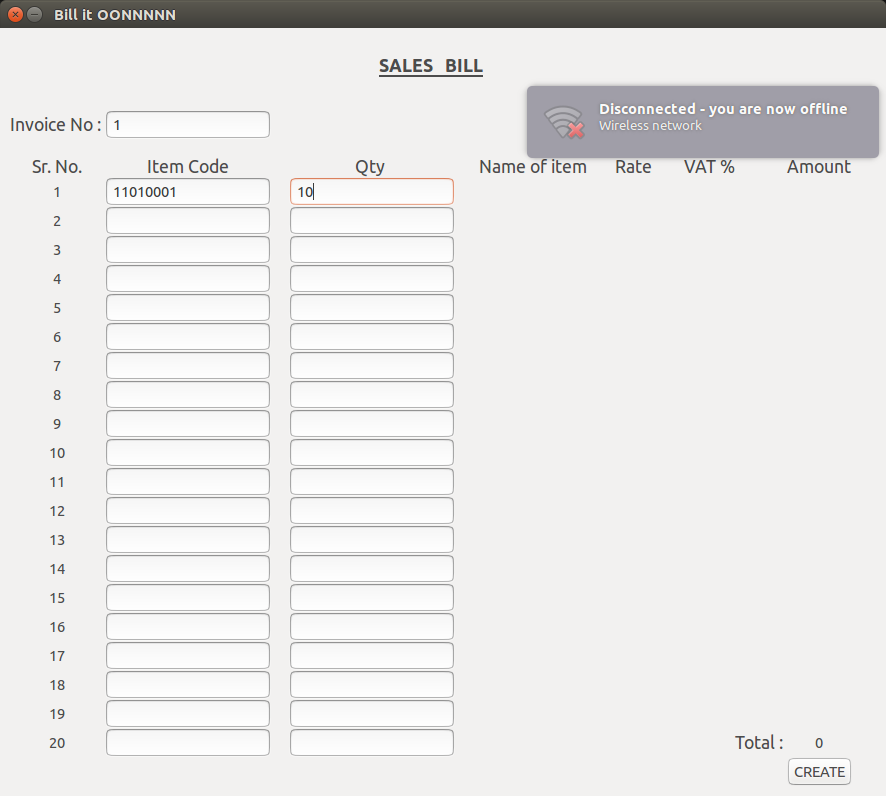 Bill it OONNNNN
SALES BILL
Disconnected - you are now offline
Wireless network
Invoice No : 1
Sr. No. Item Code Qty Name of item Rate VAT % Amount
1 11010001 10
2
3
4
5
6
7
8
9
10
11
12
13
14
15
16
17
18
19
20 Total : 0
CREATE